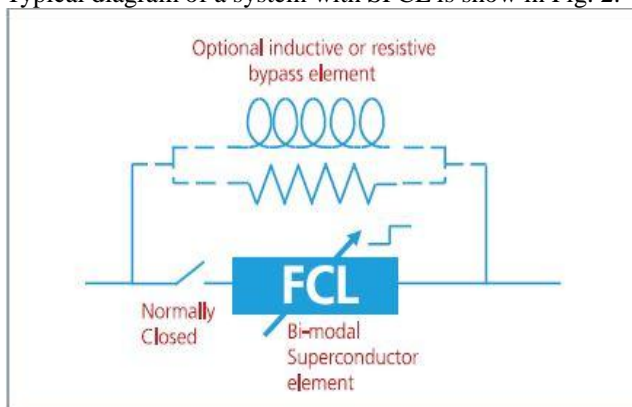 Typical diagram of a system with SFCL is show in Fig. 2.
Optional inductive or resistive
bypass element
FCL
Normally
Closed
Bi-modal
Superconductor
element